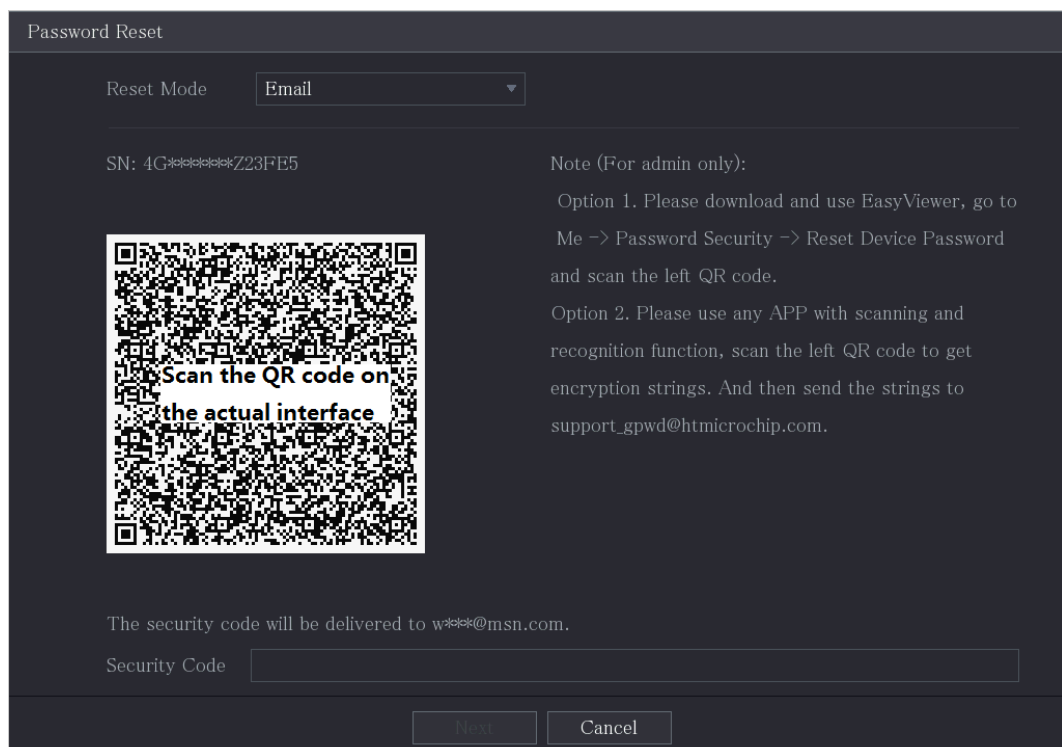 Password Reset
Reset Mode Email
SN: 4G*******Z23FE5
Note (For admin only):
Option 1. Please download and use EasyViewer, go to
Me -> Password Security -> Reset Device Password
and scan the left QR code.
Option 2. Please use any APP with scanning and
recognition function, scan the left QR code to get
encryption strings. And then send the strings to
support_gpwd@htmicrochip.com.
Scan the QR code on
the actual interface
The security code will be delivered to w***@msn.com.
Security Code
Next Cancel